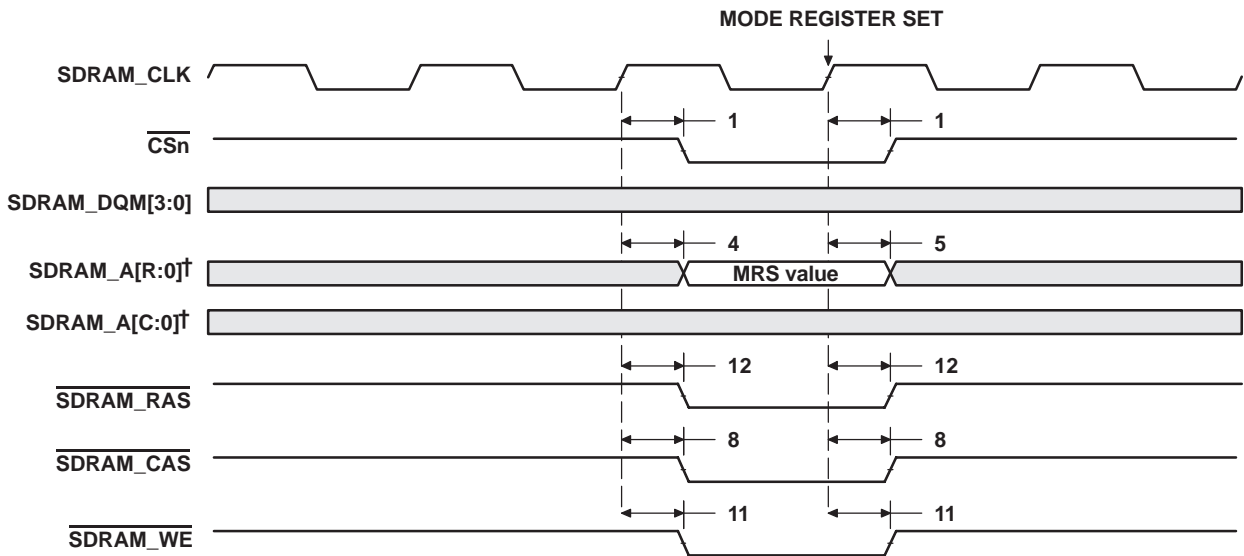 MODE REGISTER SET
SDRAM_CLK
1 1
CSn
SDRAM_DQM[3:0]
4 5
SDRAM_A[R:0]†
MRS value
SDRAM_A[C:0]†
12 12
SDRAM_RAS
8 8
SDRAM_CAS
11 11
SDRAM_WE